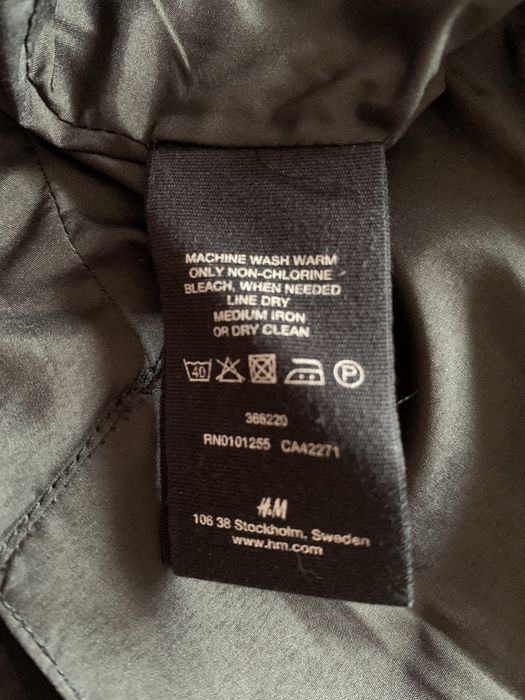 MACHINE WASH WARM
ONLY NON-CHLORINE
BLEACH, WHEN NEEDED
LINE DRY
MEDIUM IRON
OR DRY CLEAN
40 P
366220
RN0101255 CA42271
H&M
106 38 Stockholm, Sweden
www.hm.com